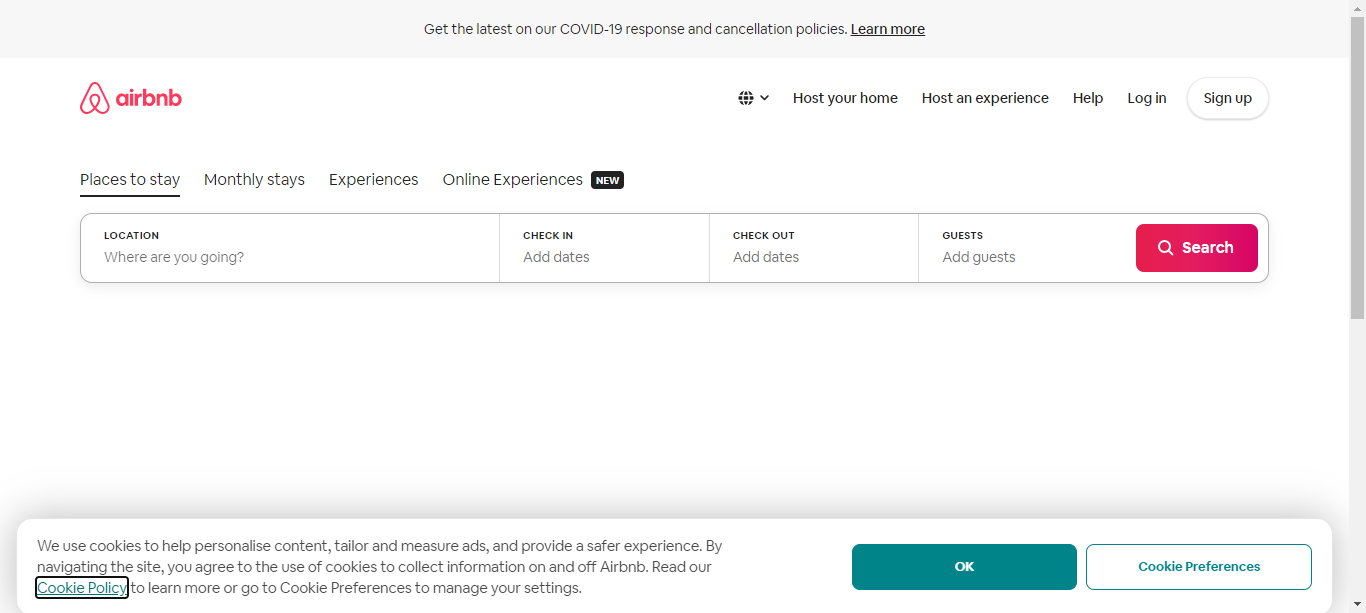 Get the latest on our COVID-19 response and cancellation policies. Learn more
airbnb
Host your home
Host an experience
Help
Log in
Sign up
Places to stay
Monthly stays
Experiences
Online Experiences NEW
LOCATION
Where are you going?
CHECK IN
Add dates
CHECK OUT
Add dates
GUESTS
Add guests
Search
We use cookies to help personalise content, tailor and measure ads, and provide a safer experience. By
navigating the site, you agree to the use of cookies to collect information on and off Airbnb. Read our
Cookie Policy to learn more or go to Cookie Preferences to manage your settings.
OK
Cookie Preferences